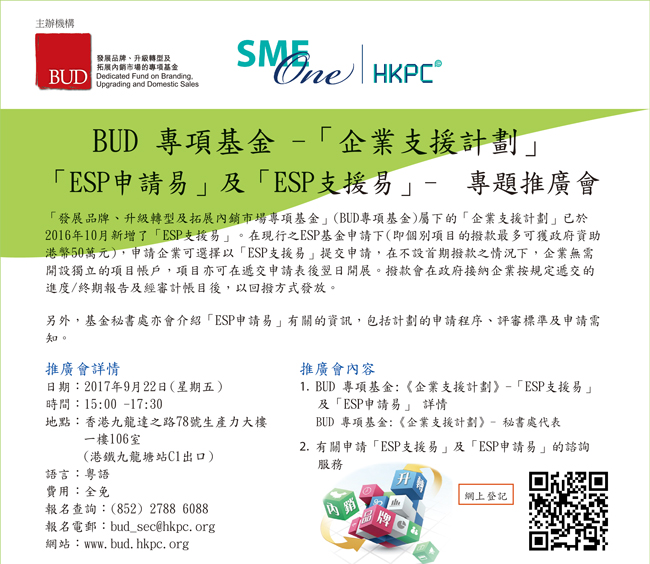 主辦機構
BUD
發展品牌、升級轉型及
拓展內銷市場的專項基金
Dedicated Fund on Branding,
Upgrading and Domestic Sales
SME
One
HKPC
BUD 專項基金 -「企業支援計劃」
「ESP申請易」及「ESP支援易」- 專題推廣會
「發展品牌、升級轉型及拓展內銷市場專項基金」(BUD專項基金)屬下的「企業支援計劃」已於
2016年10月新增了「ESP支援易」。在現行之ESP基金申請下(即個別項目的撥款最多可獲政府資助
港幣50萬元)，申請企業可選擇以「ESP支援易」提交申請，在不設首期撥款之情況下，企業無需
開設獨立的項目帳戶，項目亦可在遞交申請表後翌日開展。撥款會在政府接納企業按規定遞交的
進度/終期報告及經審計帳目後，以回撥方式發放。
另外，基金秘書處亦會介紹「ESP申請易」有關的資訊，包括計劃的申請程序、評審標準及申請需
知。
推廣會詳情
日期：2017年9月22日(星期五)
時間：15:00 -17:30
地點：香港九龍達之路78號生產力大樓
一樓106室
(港鐵九龍塘站C1出口)
語言：粵語
費用：全免
報名查詢：(852) 2788 6088
報名電郵：bud_sec@hkpc.org
網站：www.bud.hkpc.org
推廣會內容
1. BUD 專項基金:《企業支援計劃》-「ESP支援易」
及「ESP申請易」 詳情
BUD 專項基金:《企業支援計劃》- 秘書處代表
2. 有關申請「ESP支援易」及「ESP申請易」的諮詢
服務
升轉
內銷
品牌
網上登記